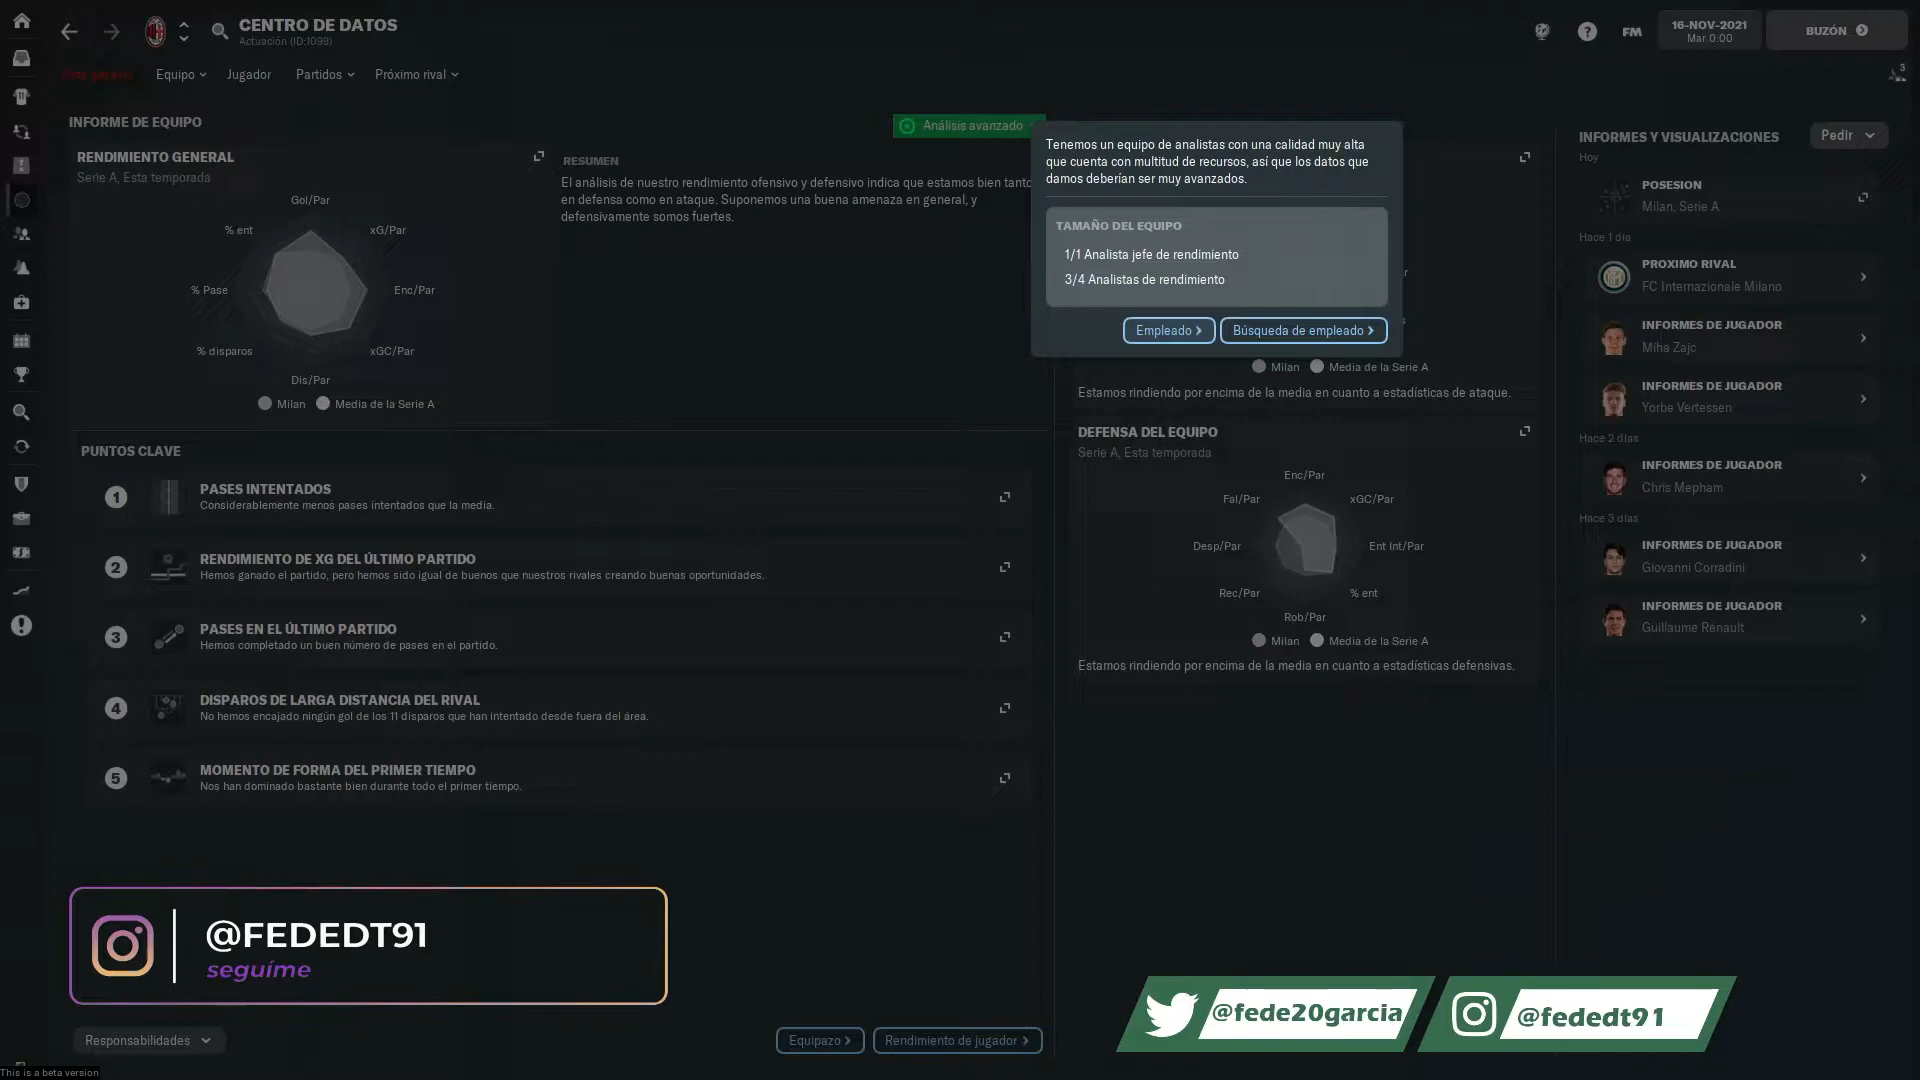 CENTRO DE DATOS
Actuación (ID:1099)
FM
16-NOV-2021
Mar 0:00
BUZÓN
Equipo
Jugador
Partidos
Próximo rival
3
INFORME DE EQUIPO
Análisis avanzado
RENDIMIENTO GENERAL
Serie A, Esta temporada
Gol/Par
xG/Par
Enc/Par
xGC/Par
Dis/Par
% disparos
% Pase
% ent
Milan
Media de la Serie A
RESUMEN
El análisis de nuestro rendimiento ofensivo y defensivo indica que estamos bien tanto
en defensa como en ataque. Suponemos una buena amenaza en general, y
defensivamente somos fuertes.
Tenemos un equipo de analistas con una calidad muy alta
que cuenta con multitud de recursos, así que los datos que
damos deberían ser muy avanzados.
TAMAÑO DEL EQUIPO
1/1 Analista jefe de rendimiento
3/4 Analistas de rendimiento
Empleado
Búsqueda de empleado
Milan
Media de la Serie A
Estamos rindiendo por encima de la media en cuanto a estadísticas de ataque.
PUNTOS CLAVE
1
PASES INTENTADOS
Considerablemente menos pases intentados que la media.
2
RENDIMIENTO DE XG DEL ÚLTIMO PARTIDO
Hemos ganado el partido, pero hemos sido igual de buenos que nuestros rivales creando buenas oportunidades.
3
PASES EN EL ÚLTIMO PARTIDO
Hemos completado un buen número de pases en el partido.
4
DISPAROS DE LARGA DISTANCIA DEL RIVAL
No hemos encajado ningún gol de los 11 disparos que han intentado desde fuera del área.
5
MOMENTO DE FORMA DEL PRIMER TIEMPO
Nos han dominado bastante bien durante todo el primer tiempo.
DEFENSA DEL EQUIPO
Serie A, Esta temporada
Enc/Par
xGC/Par
Ent Int/Par
% ent
Rob/Par
Rec/Par
Desp/Par
Fal/Par
Milan
Media de la Serie A
Estamos rindiendo por encima de la media en cuanto a estadísticas defensivas.
INFORMES Y VISUALIZACIONES
Pedir
Hoy
POSESION
Milan, Serie A
Hace 1 día
PROXIMO RIVAL
FC Internazionale Milano
INFORMES DE JUGADOR
Miha Zajc
INFORMES DE JUGADOR
Yorbe Vertessen
Hace 2 días
INFORMES DE JUGADOR
Chris Mepham
Hace 3 días
INFORMES DE JUGADOR
Giovanni Corradini
INFORMES DE JUGADOR
Guillaume Renault
@FEDEDT91
seguíme
@fede20garcia
@fededt91
Responsabilidades
Equipazo
Rendimiento de jugador
This is a beta version